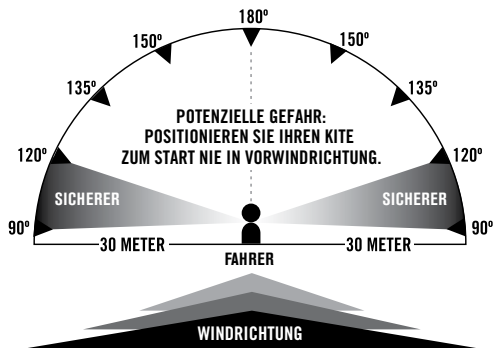 180º
150º 150º
135º 135º
POTENZIELLE GEFAHR:
POSITIONIEREN SIE IHREN KITE
ZUM START NIE IN VORWINDRICHTUNG.
120º 120º
SICHERER SICHERER
90º 90º
30 METER 30 METER
FAHRER
WINDRICHTUNG